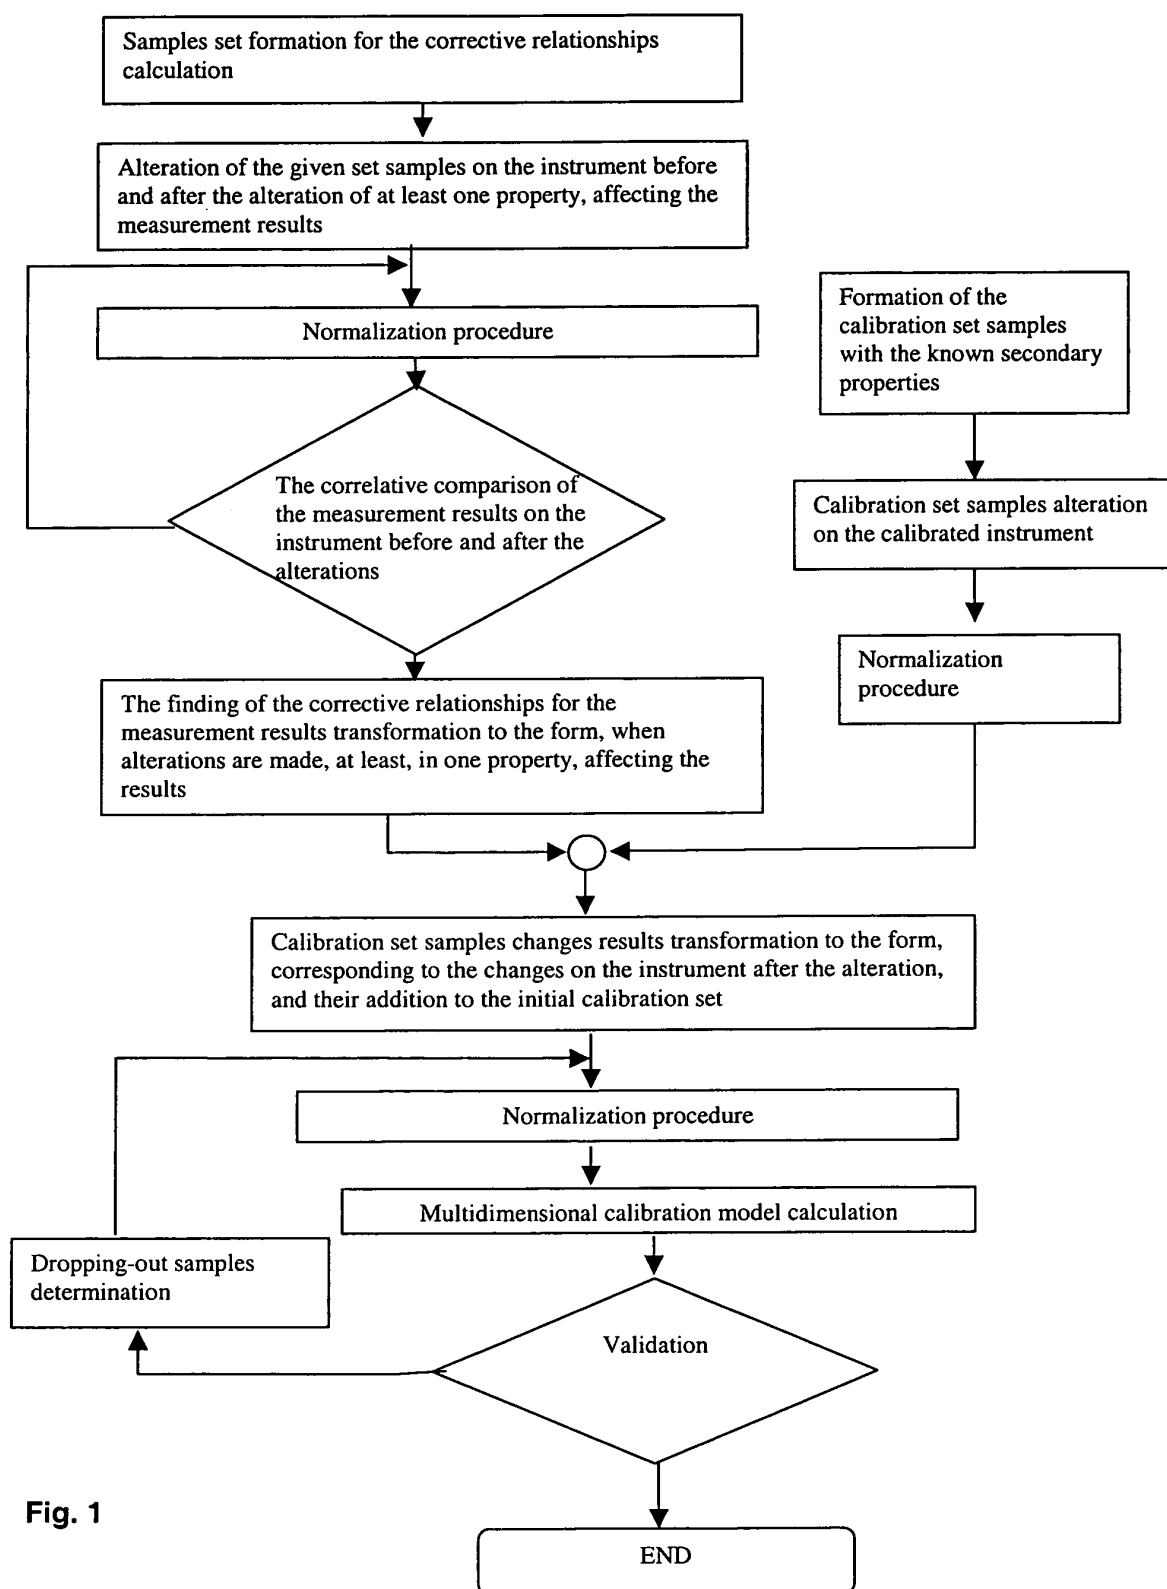 Samples set formation for the corrective relationships
calculation
Alteration of the given set samples on the instrument before
and after the alteration of at least one property, affecting the
measurement results
Normalization procedure
Formation of the
calibration set samples
with the known secondary
properties
The correlative comparison of
the measurement results on the
instrument before and after the
alterations
Calibration set samples alteration
on the calibrated instrument
Normalization
procedure
The finding of the corrective relationships for the
measurement results transformation to the form, when
alterations are made, at least, in one property, affecting the
results
Calibration set samples changes results transformation to the form,
corresponding to the changes on the instrument after the alteration,
and their addition to the initial calibration set
Normalization procedure
Multidimensional calibration model calculation
Dropping-out samples
determination
Validation
Fig. 1
END